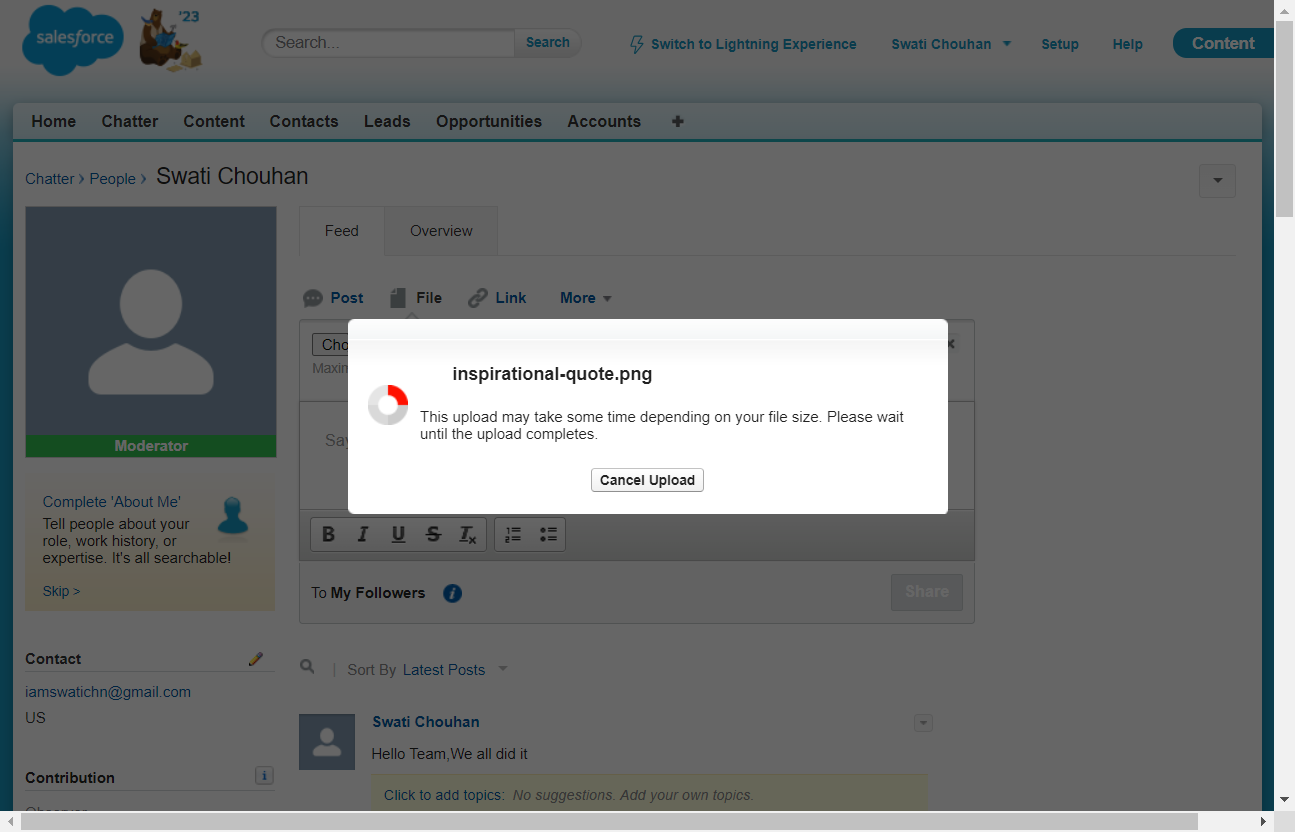 salesforce
'23
Search...
Search
Switch to Lightning Experience
Swati Chouhan
Setup
Help
Content
Home
Chatter
Content
Contacts
Leads
Opportunities
Accounts
Chatter › People › Swati Chouhan
Feed
Overview
Post
File
Link
More
Cho
Maxin
inspirational-quote.png
This upload may take some time depending on your file size. Please wait
until the upload completes.
Cancel Upload
Say
B I U S Tx
To My Followers
Share
Moderator
Complete 'About Me'
Tell people about your
role, work history, or
expertise. It's all searchable!
Skip >
Contact
iamswatichn@gmail.com
US
Contribution
Sort By Latest Posts
Swati Chouhan
Hello Team,We all did it
Click to add topics: No suggestions. Add your own topics.